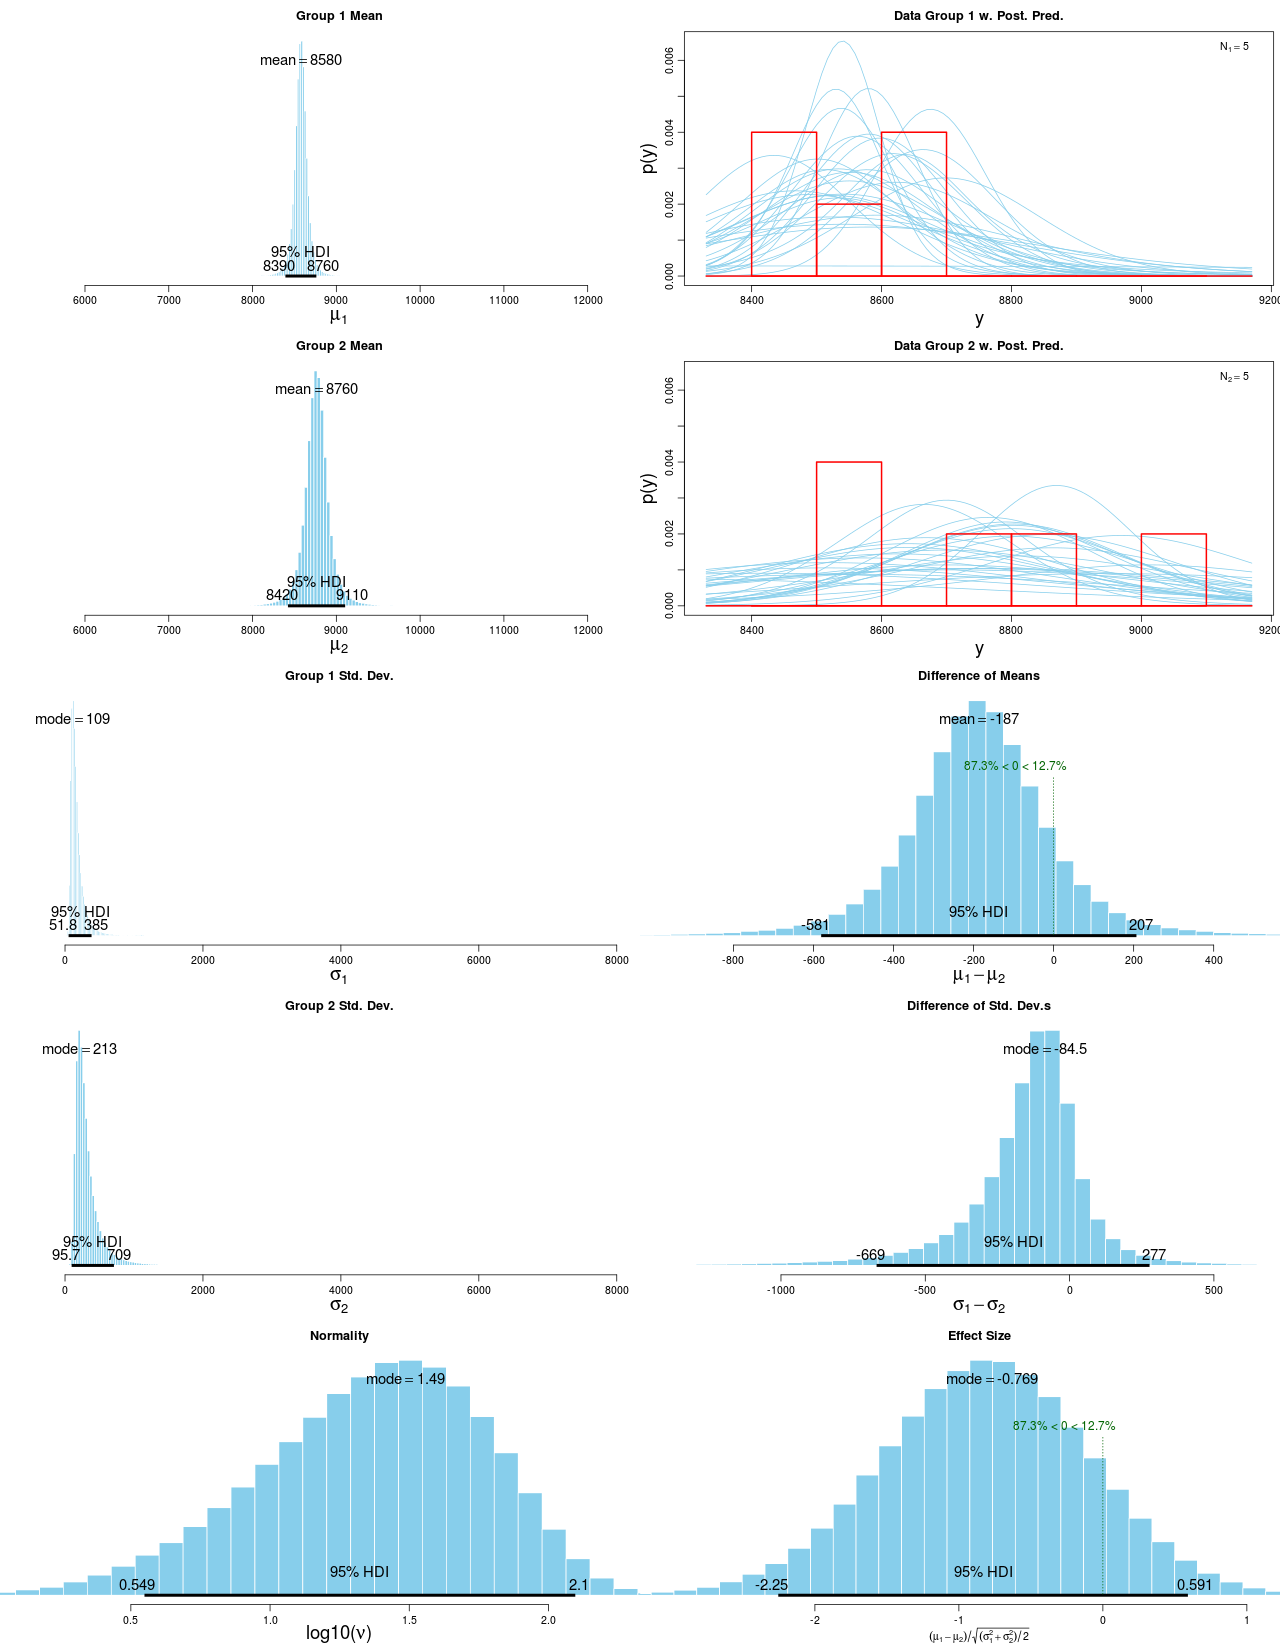 Group 1 Mean
mean = 8580
95% HDI
8390 8760
6000 7000 8000 9000 10000 11000 12000
μ1
Data Group 1 w. Post. Pred.
N1 = 5
p(y)
0.000 0.002 0.004 0.006
8400 8600 8800 9000 9200
y
Group 2 Mean
mean = 8760
95% HDI
8420 9110
6000 7000 8000 9000 10000 11000 12000
μ2
Data Group 2 w. Post. Pred.
N2 = 5
p(y)
0.000 0.002 0.004 0.006
8400 8600 8800 9000 9200
y
Group 1 Std. Dev.
mode = 109
95% HDI
51.8 385
0 2000 4000 6000 8000
σ1
Difference of Means
mean = -187
87.3% < 0 < 12.7%
95% HDI
-581 207
-800 -600 -400 -200 0 200 400
μ1 − μ2
Group 2 Std. Dev.
mode = 213
95% HDI
95.7 709
0 2000 4000 6000 8000
σ2
Difference of Std. Dev.s
mode = -84.5
95% HDI
-669 277
-1000 -500 0 500
σ1 − σ2
Normality
mode = 1.49
95% HDI
0.549 2.1
0.5 1.0 1.5 2.0
log10(ν)
Effect Size
mode = -0.769
87.3% < 0 < 12.7%
95% HDI
-2.25 0.591
-2 -1 0 1
(μ1 − μ2)/√(σ1² + σ2²)/2